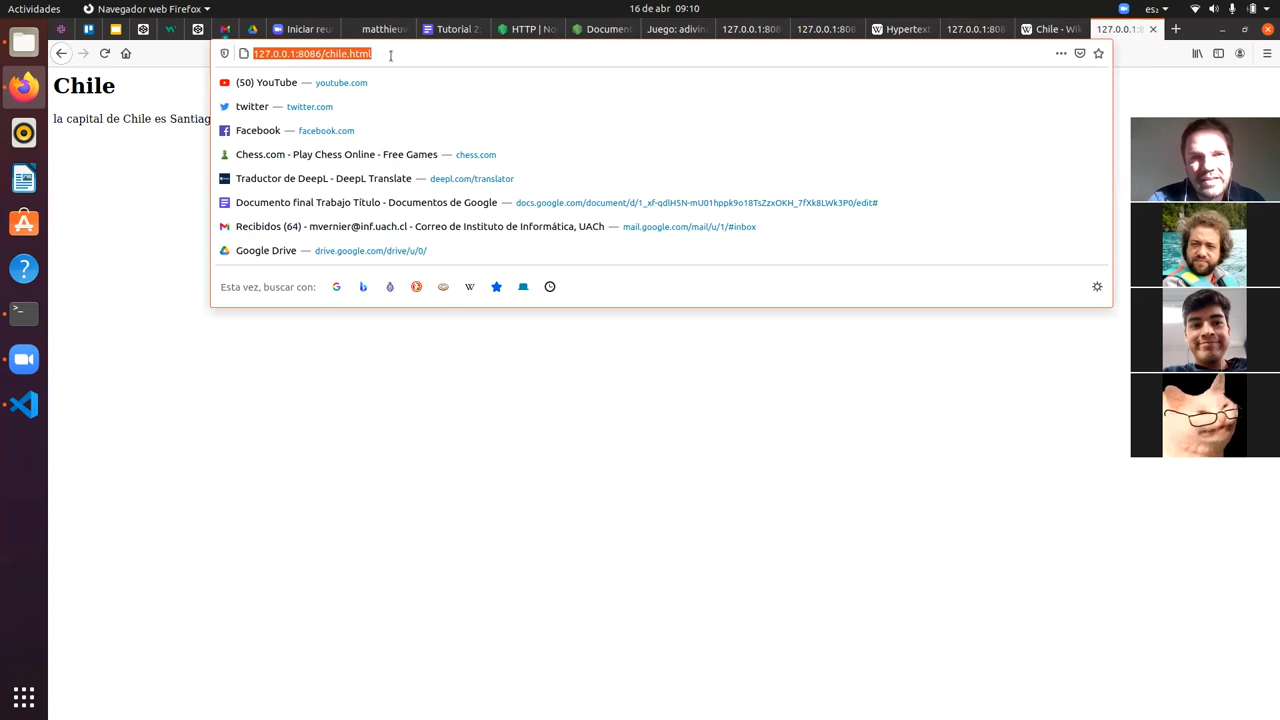 Actividades
Navegador web Firefox
16 de abr 09:10
es₂
Iniciar reuni
matthieuv
Tutorial 2:
HTTP | No
Document
Juego: adivin
127.0.0.1:808
127.0.0.1:808
Hypertext
127.0.0.1:808
Chile - Wik
127.0.0.1:8
127.0.0.1:8086/chile.html
Chile
la capital de Chile es Santiag
(50) YouTube — youtube.com
twitter — twitter.com
Facebook — facebook.com
Chess.com - Play Chess Online - Free Games — chess.com
Traductor de DeepL - DeepL Translate — deepl.com/translator
Documento final Trabajo Título - Documentos de Google — docs.google.com/document/d/1_xf-qdlH5N-mU01hppk9o18TsZzxOKH_7fXk8LWk3P0/edit#
Recibidos (64) - mvernier@inf.uach.cl - Correo de Instituto de Informática, UACh — mail.google.com/mail/u/1/#inbox
Google Drive — drive.google.com/drive/u/0/
Esta vez, buscar con: